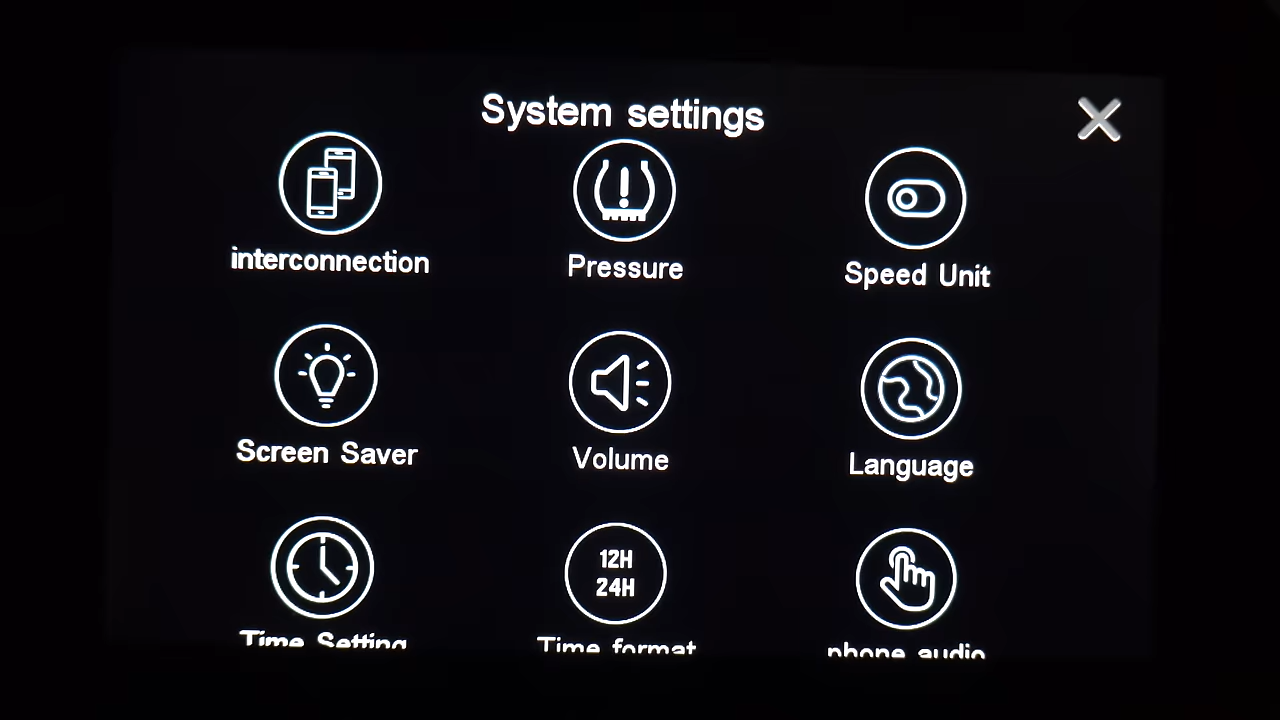 System settings
interconnection
Pressure
Speed Unit
Screen Saver
Volume
Language
12H
24H
Time Setting
Time format
phone audio